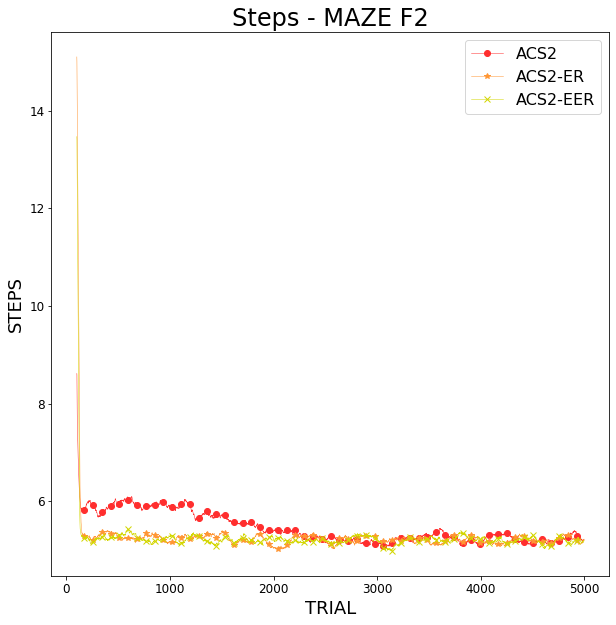 Steps - MAZE F2
ACS2
ACS2-ER
ACS2-EER
STEPS
14
12
10
8
6
0 1000 2000 3000 4000 5000
TRIAL